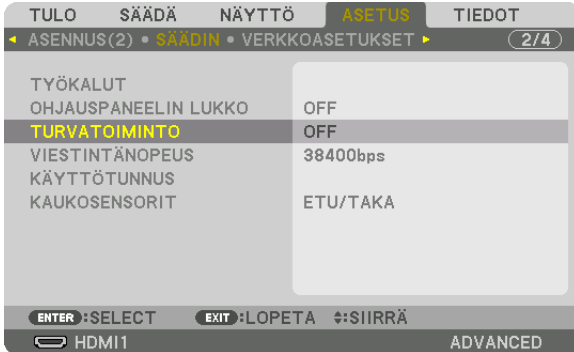 TULO SÄÄDÄ NÄYTTÖ ASETUS TIEDOT
ASENNUS(2) • SÄÄDIN • VERKKOASETUKSET 2/4
TYÖKALUT
OHJAUSPANEELIN LUKKO OFF
TURVATOIMINTO OFF
VIESTINTÄNOPEUS 38400bps
KÄYTTÖTUNNUS
KAUKOSENSORIT ETU/TAKA
ENTER :SELECT EXIT :LOPETA :SIIRRÄ
HDMI1 ADVANCED